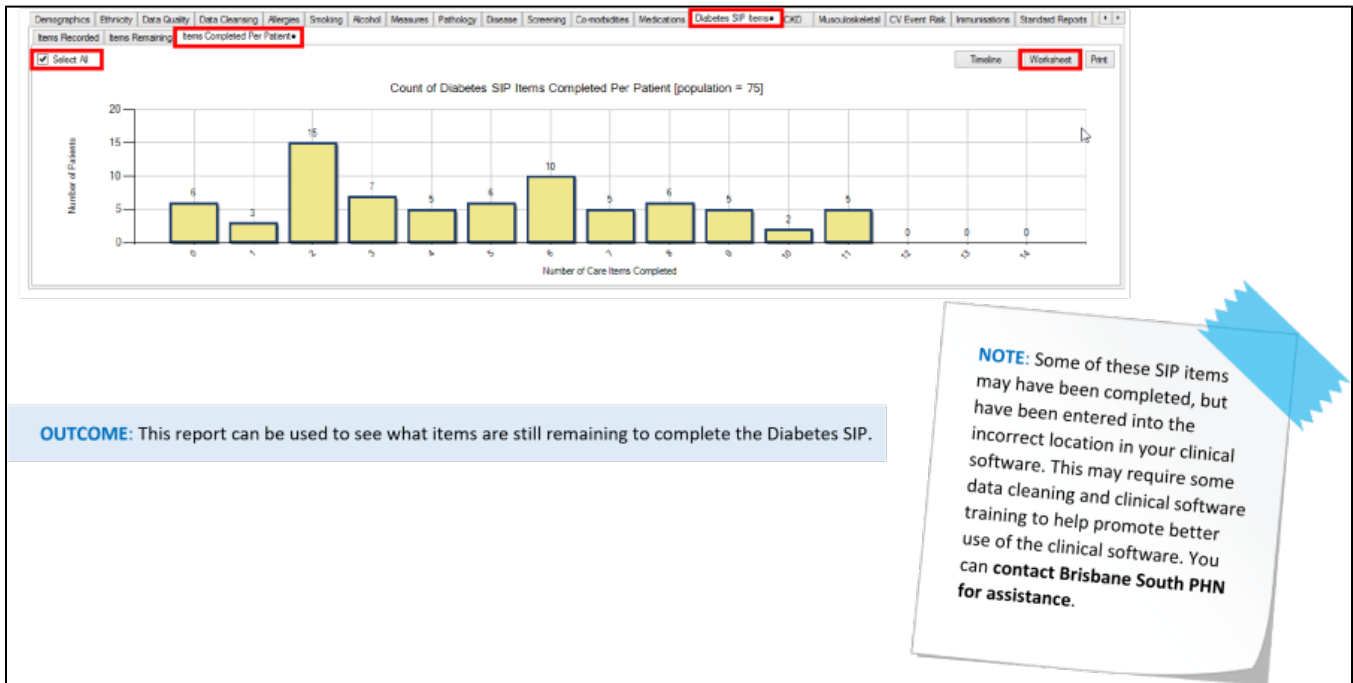 Demographics Ethnicity Data Quality Data Cleansing Allergies Smoking Alcohol Measures Pathology Disease Screening Co-morbidities Medications Diabetes SIP Items• CKD Musculoskeletal CV Event Risk Immunisations Standard Reports
Items Recorded Items Remaining Items Completed Per Patient•
Select All Timeline Worksheet Print
Count of Diabetes SIP Items Completed Per Patient [population = 75]
Number of Patients
20
15
10
5
0
6 3 15 7 5 6 10 5 6 5 2 5 0 0 0
0 1 2 3 4 5 6 7 8 9 10 11 12 13 14
Number of Care Items Completed
OUTCOME: This report can be used to see what items are still remaining to complete the Diabetes SIP.
NOTE: Some of these SIP items
may have been completed, but
have been entered into the
incorrect location in your clinical
software. This may require some
data cleaning and clinical software
training to help promote better
use of the clinical software. You
can contact Brisbane South PHN
for assistance.